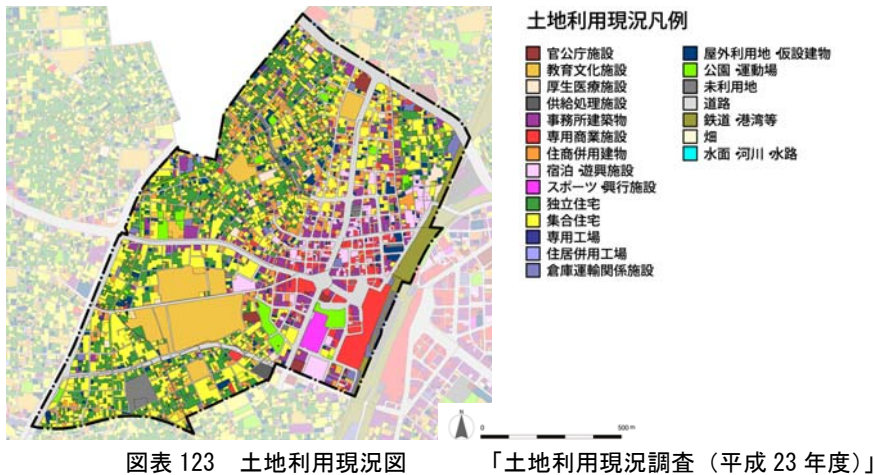 土地利用現況凡例
官公庁施設
教育文化施設
厚生医療施設
供給処理施設
事務所建築物
専用商業施設
住商併用建物
宿泊・遊興施設
スポーツ・興行施設
独立住宅
集合住宅
専用工場
住居併用工場
倉庫運輸関係施設
屋外利用地・仮設建物
公園・運動場
未利用地
道路
鉄道・港湾等
畑
水面・河川・水路
N
0 500 m
図表 123 土地利用現況図 「土地利用現況調査（平成 23 年度）」